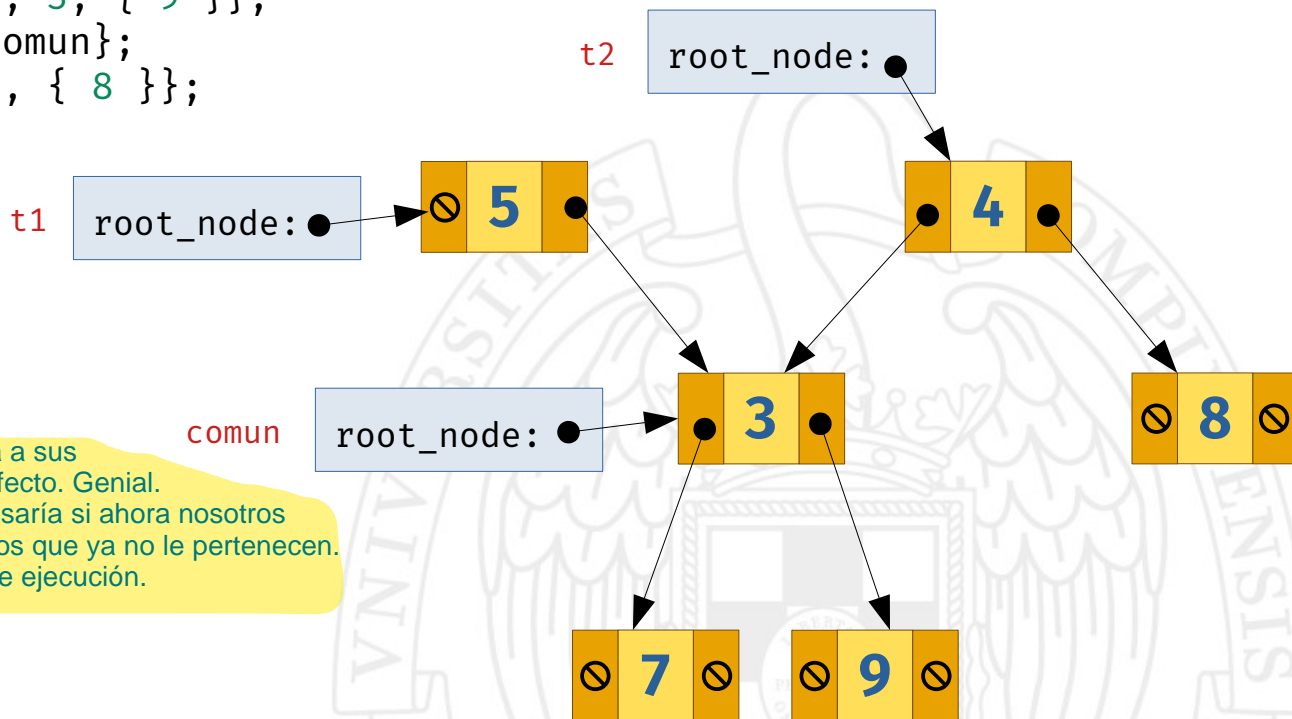 , 3, { 9 }};
omun};
, { 8 }};
t2
root_node:
t1
root_node:
5
4
comun
root_node:
3
8
a sus
fecto. Genial.
saría si ahora nosotros
os que ya no le pertenecen.
e ejecución.
7
9